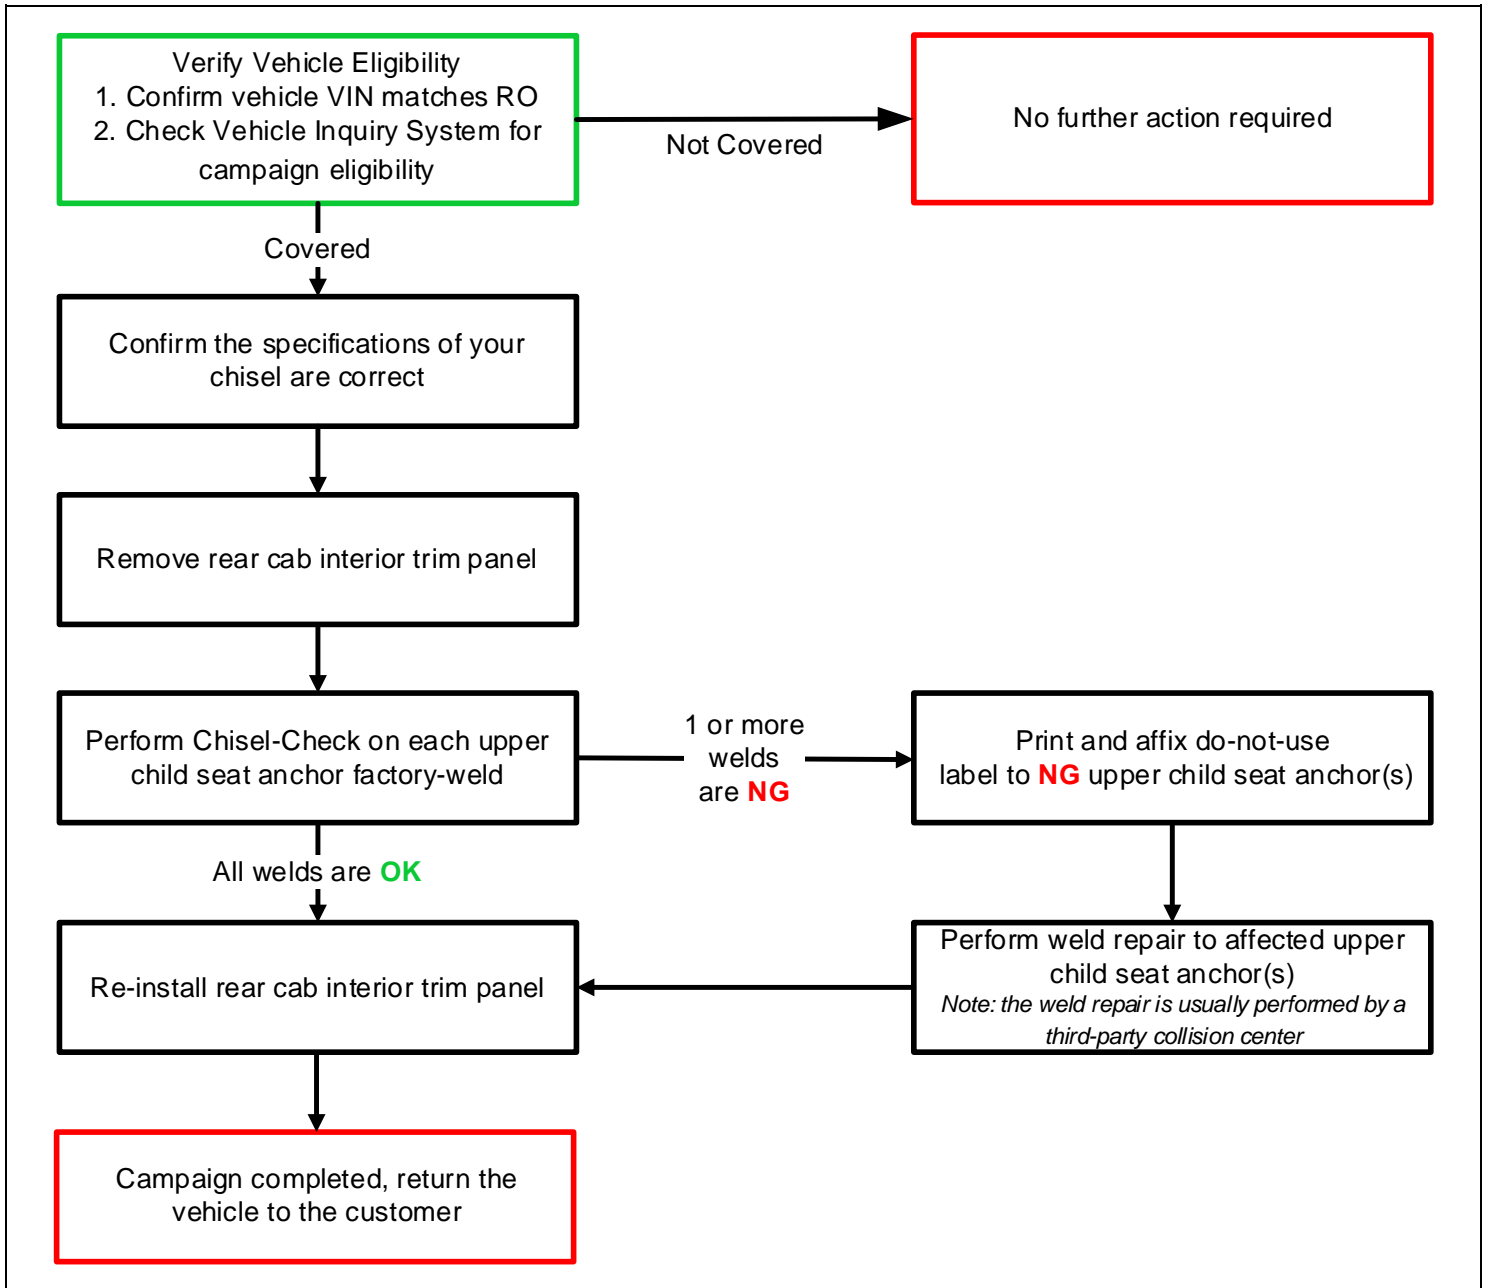 Verify Vehicle Eligibility
1. Confirm vehicle VIN matches RO
2. Check Vehicle Inquiry System for
campaign eligibility
Not Covered
No further action required
Covered
Confirm the specifications of your
chisel are correct
Remove rear cab interior trim panel
Perform Chisel-Check on each upper
child seat anchor factory-weld
1 or more
welds
are NG
Print and affix do-not-use
label to NG upper child seat anchor(s)
All welds are OK
Perform weld repair to affected upper
child seat anchor(s)
Note: the weld repair is usually performed by a
third-party collision center
Re-install rear cab interior trim panel
Campaign completed, return the
vehicle to the customer